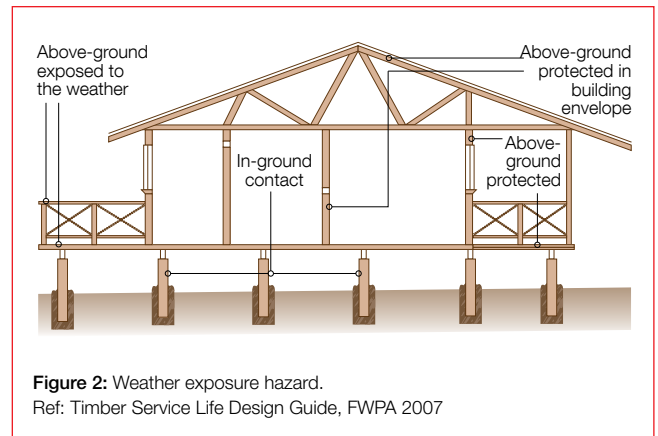 Above-ground
exposed to
the weather
Above-ground
protected in
building
envelope
In-ground
contact
Above-
ground
protected
Figure 2: Weather exposure hazard.
Ref: Timber Service Life Design Guide, FWPA 2007